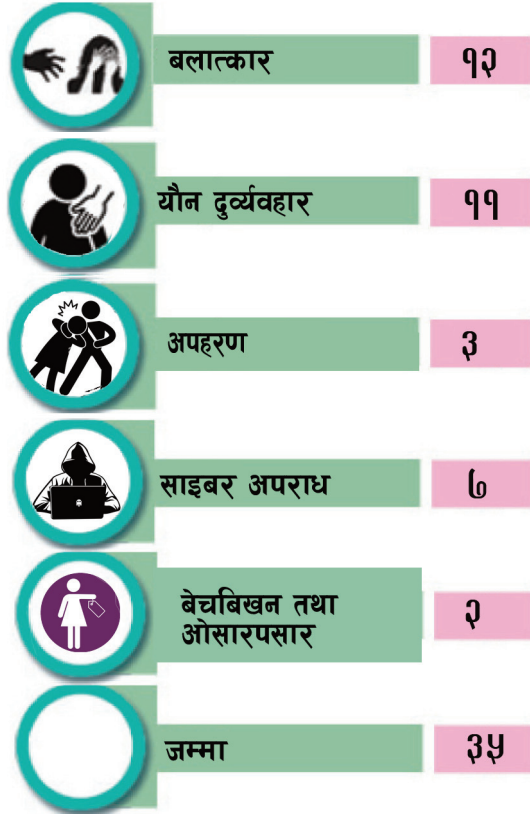 बलात्कार १२
यौन दुर्व्यवहार ११
अपहरण ३
साइबर अपराध ७
बेचबिखन तथा
ओसारपसार २
जम्मा ३५